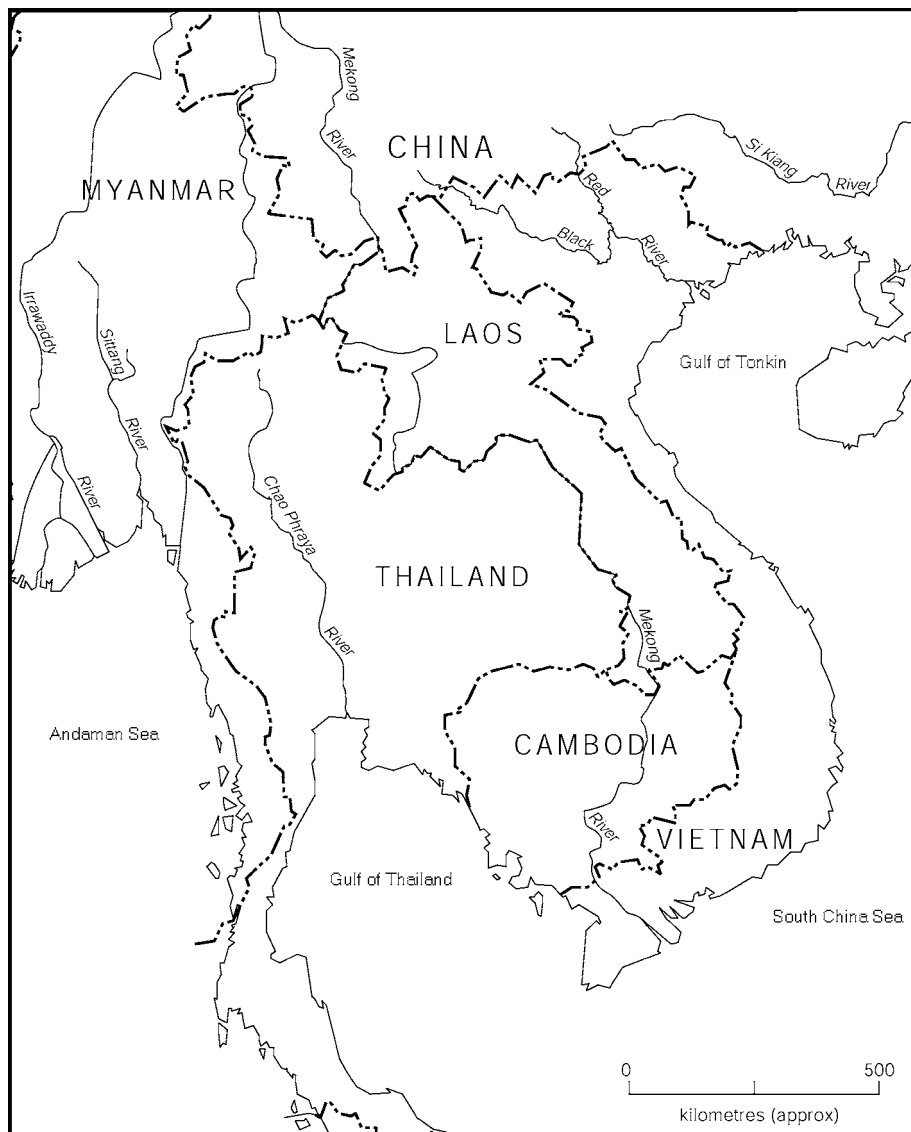 Mekong
River
CHINA
Si Kiang
River
MYANMAR
Red
River
Black
Irrawaddy
River
Sittang
River
LAOS
Gulf of Tonkin
Chao Phraya
River
THAILAND
Mekong
River
Andaman Sea
CAMBODIA
VIETNAM
Gulf of Thailand
South China Sea
0 500
kilometres (approx)